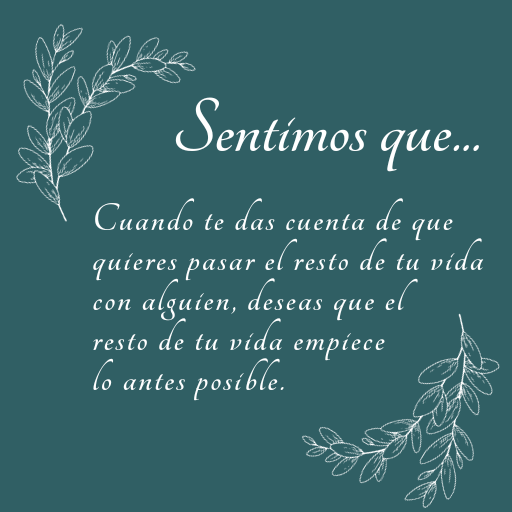 Sentimos que...
Cuando te das cuenta de que
quieres pasar el resto de tu vida
con alguien, deseas que el
resto de tu vida empiece
lo antes posible.